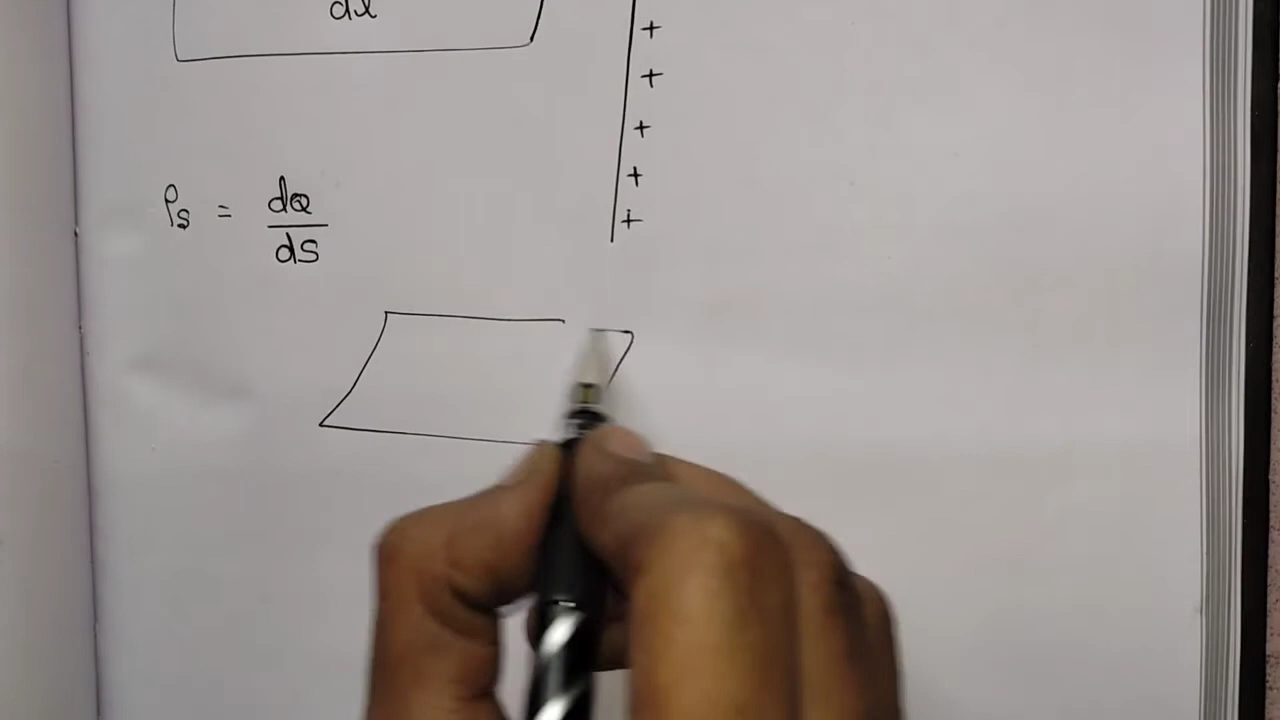 dl
+
+
+
+
+
ρs = dQ
ds